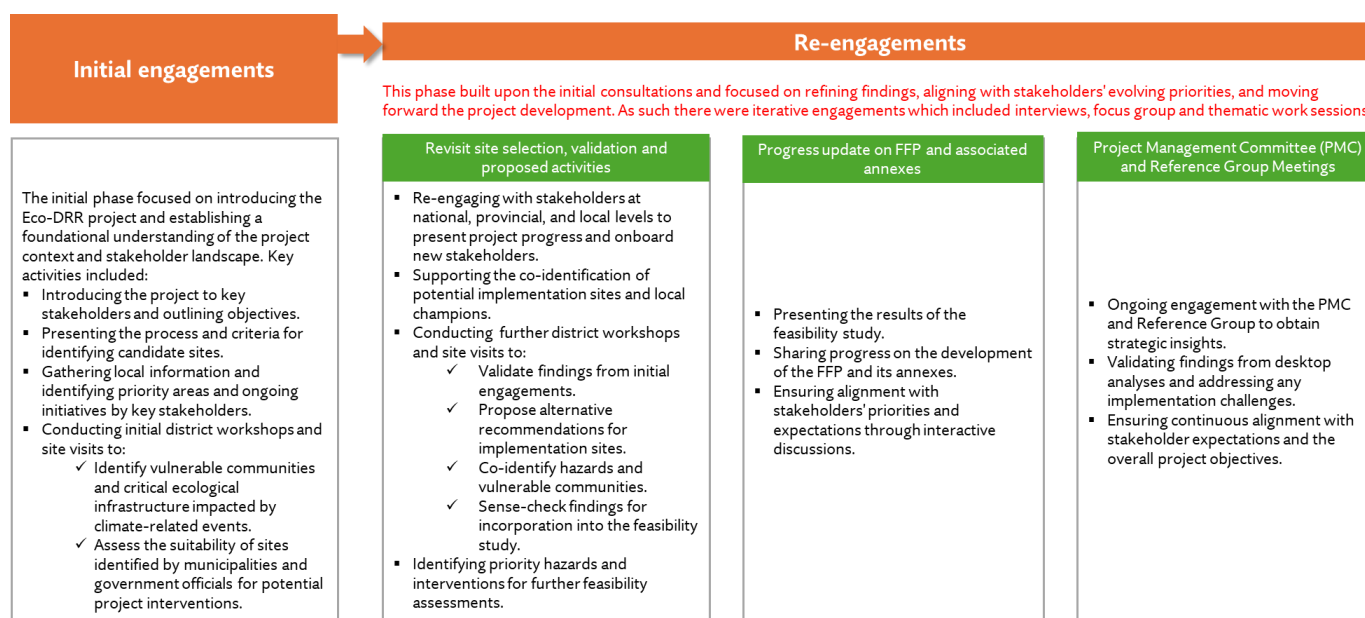 Initial engagements
Re-engagements
This phase built upon the initial consultations and focused on refining findings, aligning with stakeholders' evolving priorities, and moving
forward the project development. As such there were iterative engagements which included interviews, focus group and thematic work sessions
The initial phase focused on introducing the
Eco-DRR project and establishing a
foundational understanding of the project
context and stakeholder landscape. Key
activities included:
▪ Introducing the project to key
stakeholders and outlining objectives.
▪ Presenting the process and criteria for
identifying candidate sites.
▪ Gathering local information and
identifying priority areas and ongoing
initiatives by key stakeholders.
▪ Conducting initial district workshops and
site visits to:
✓ Identify vulnerable communities
and critical ecological
infrastructure impacted by
climate-related events.
✓ Assess the suitability of sites
identified by municipalities and
government officials for potential
project interventions.
Revisit site selection, validation and
proposed activities
▪ Re-engaging with stakeholders at
national, provincial, and local levels to
present project progress and onboard
new stakeholders.
▪ Supporting the co-identification of
potential implementation sites and local
champions.
▪ Conducting further district workshops
and site visits to:
✓ Validate findings from initial
engagements.
✓ Propose alternative
recommendations for
implementation sites.
✓ Co-identify hazards and
vulnerable communities.
✓ Sense-check findings for
incorporation into the feasibility
study.
▪ Identifying priority hazards and
interventions for further feasibility
assessments.
Progress update on FFP and associated
annexes
▪ Presenting the results of the
feasibility study.
▪ Sharing progress on the development
of the FFP and its annexes.
▪ Ensuring alignment with
stakeholders' priorities and
expectations through interactive
discussions.
Project Management Committee (PMC)
and Reference Group Meetings
▪ Ongoing engagement with the PMC
and Reference Group to obtain
strategic insights.
▪ Validating findings from desktop
analyses and addressing any
implementation challenges.
▪ Ensuring continuous alignment with
stakeholder expectations and the
overall project objectives.